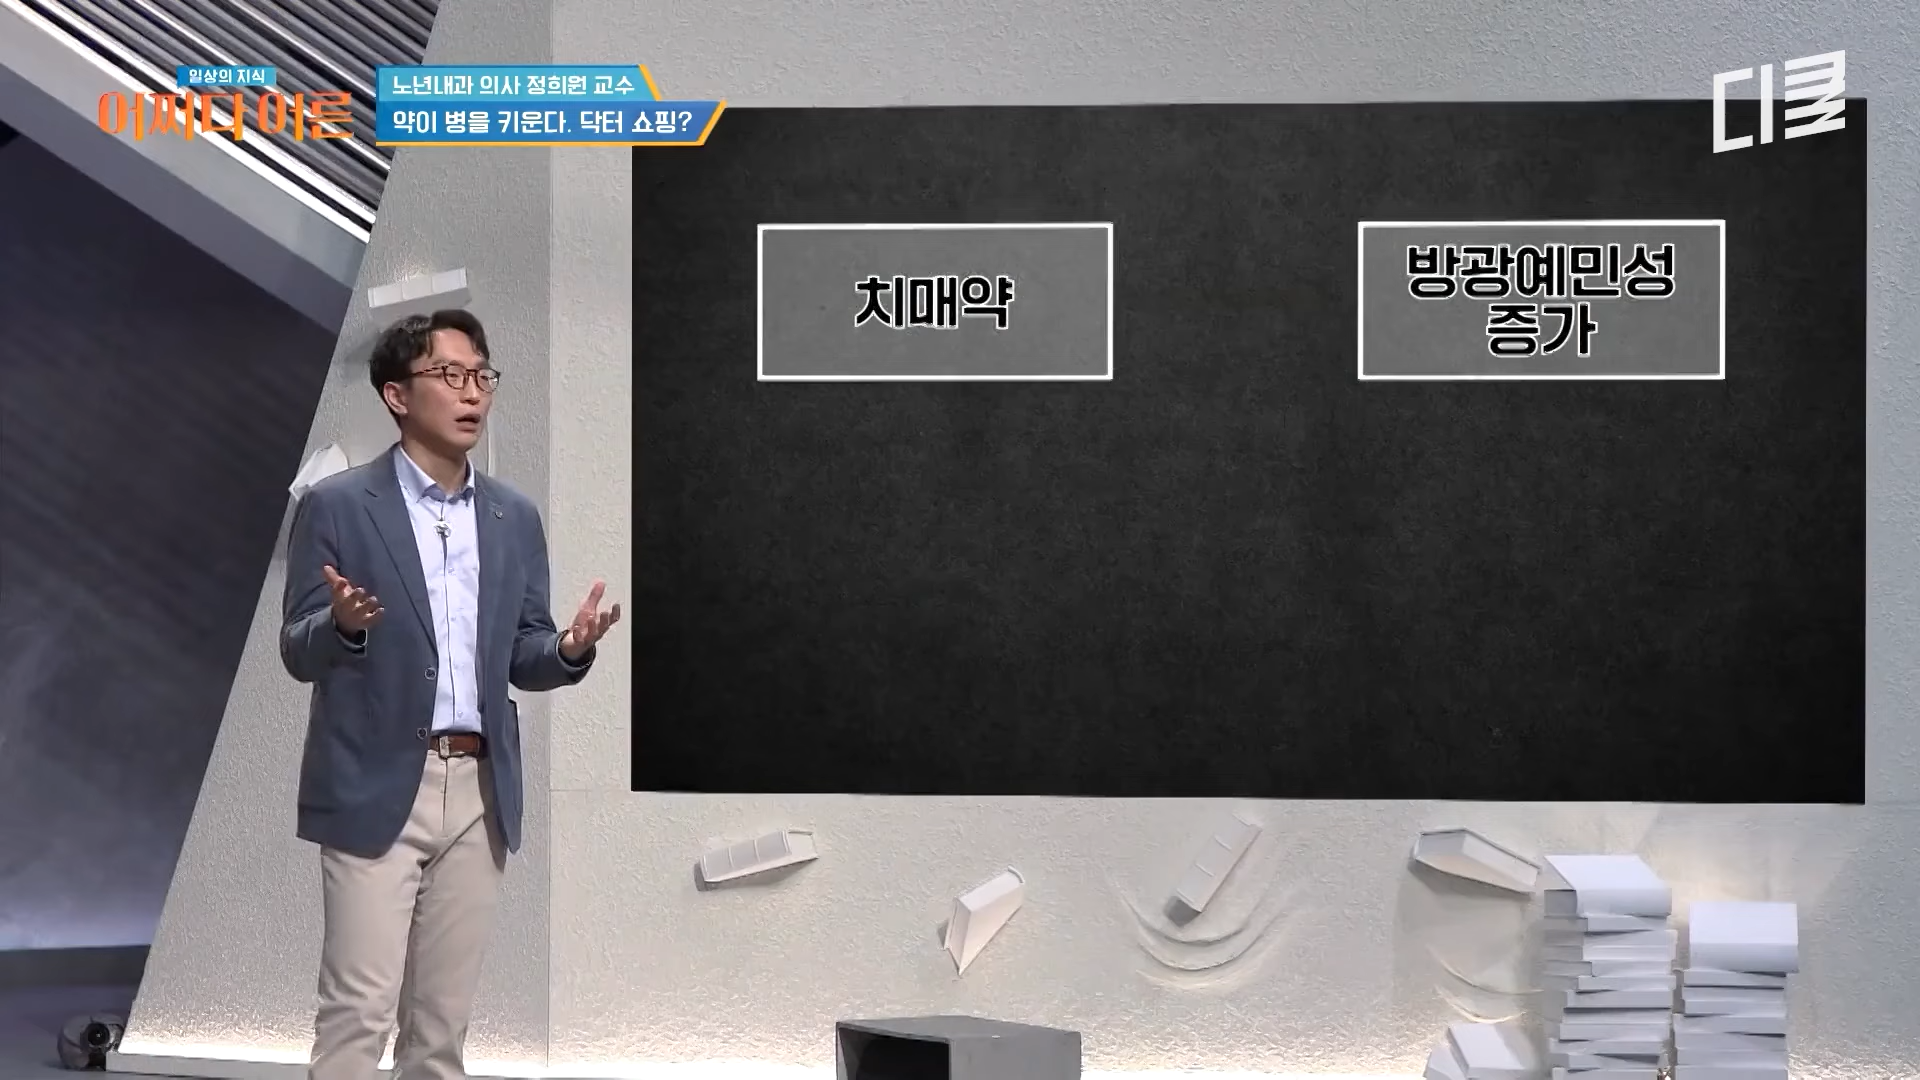 일상의 지식
어쩌다 어른
노년내과 의사 정희원 교수
약이 병을 키운다. 닥터 쇼핑?
디클
치매약
방광예민성
증가